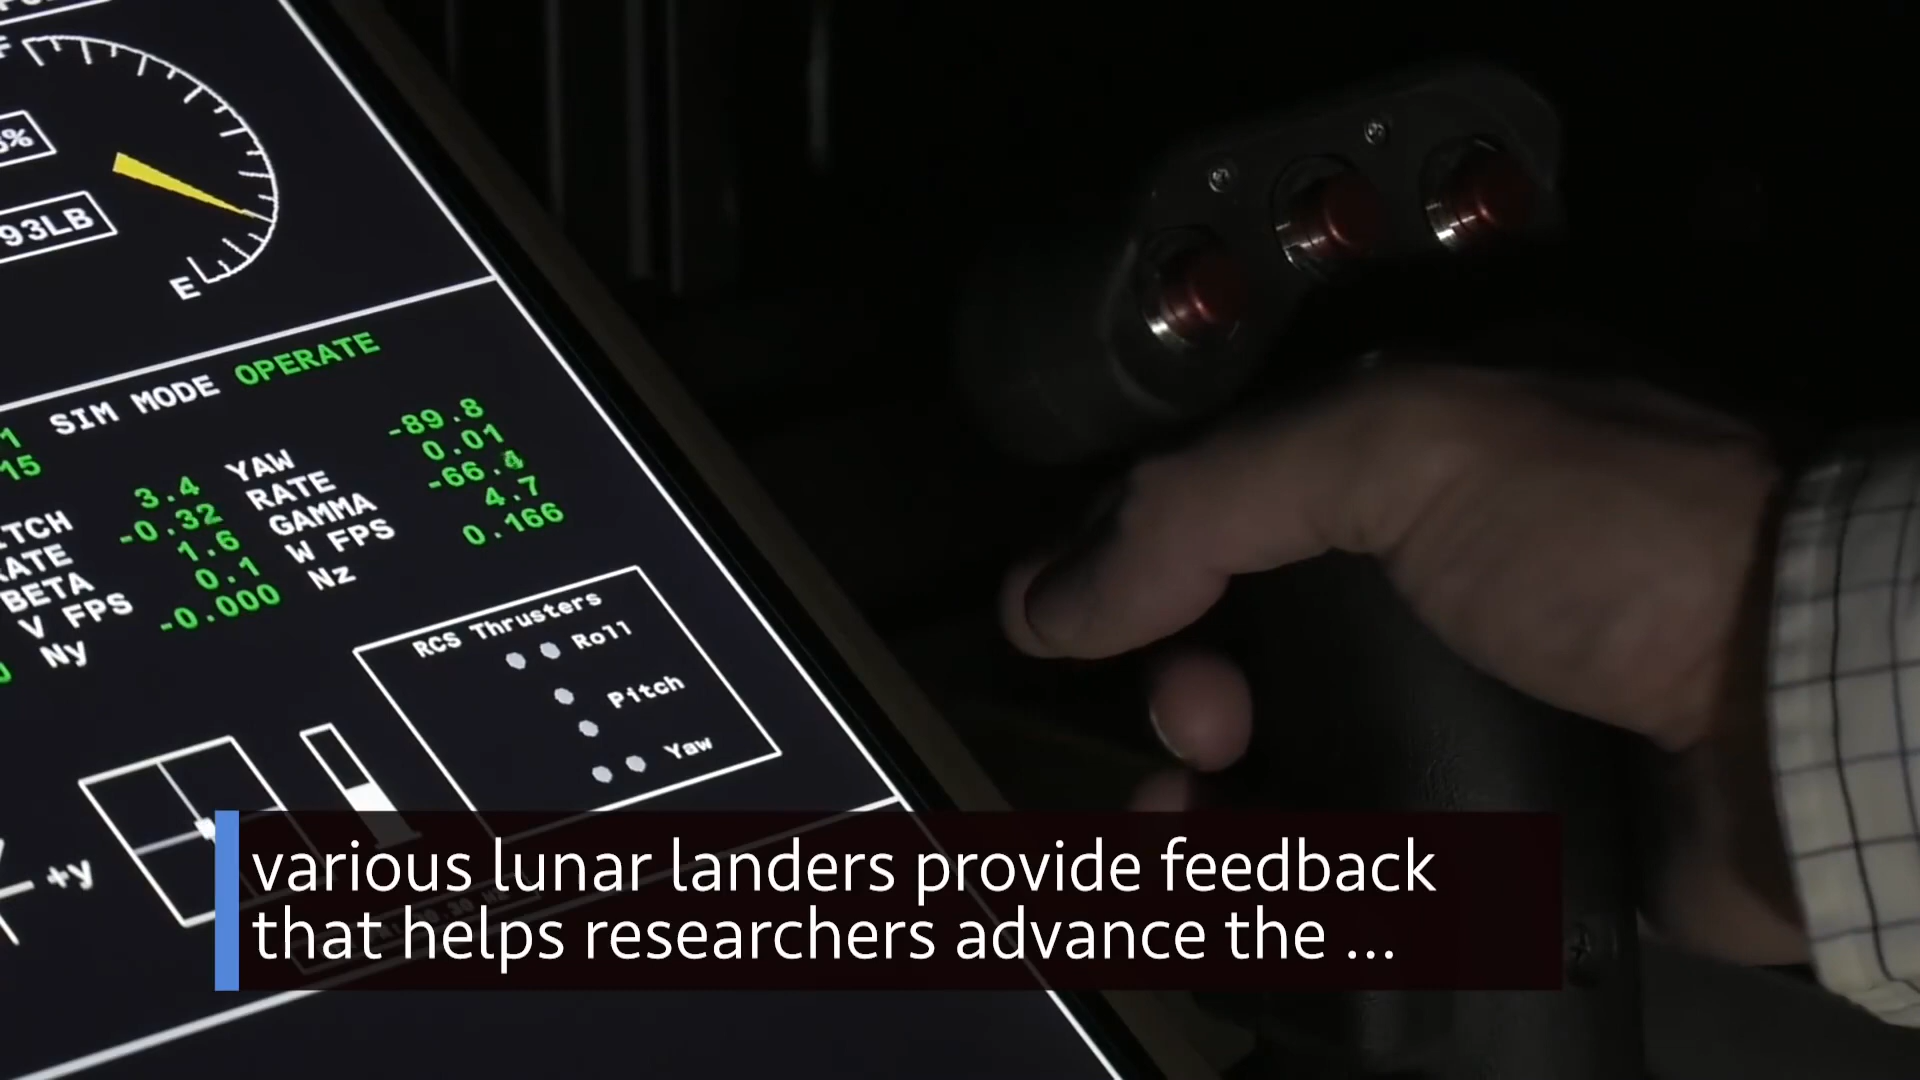 F
%
93LB
E
SIM MODE OPERATE
1
15
3.4 YAW -89.8
-0.32 RATE 0.01
1.6 GAMMA -66.4
BETA 0.1 W FPS 4.7
V FPS -0.000 Nz 0.166
Ny
RCS Thrusters
Roll
Pitch
Yaw
+y
various lunar landers provide feedback
that helps researchers advance the ...